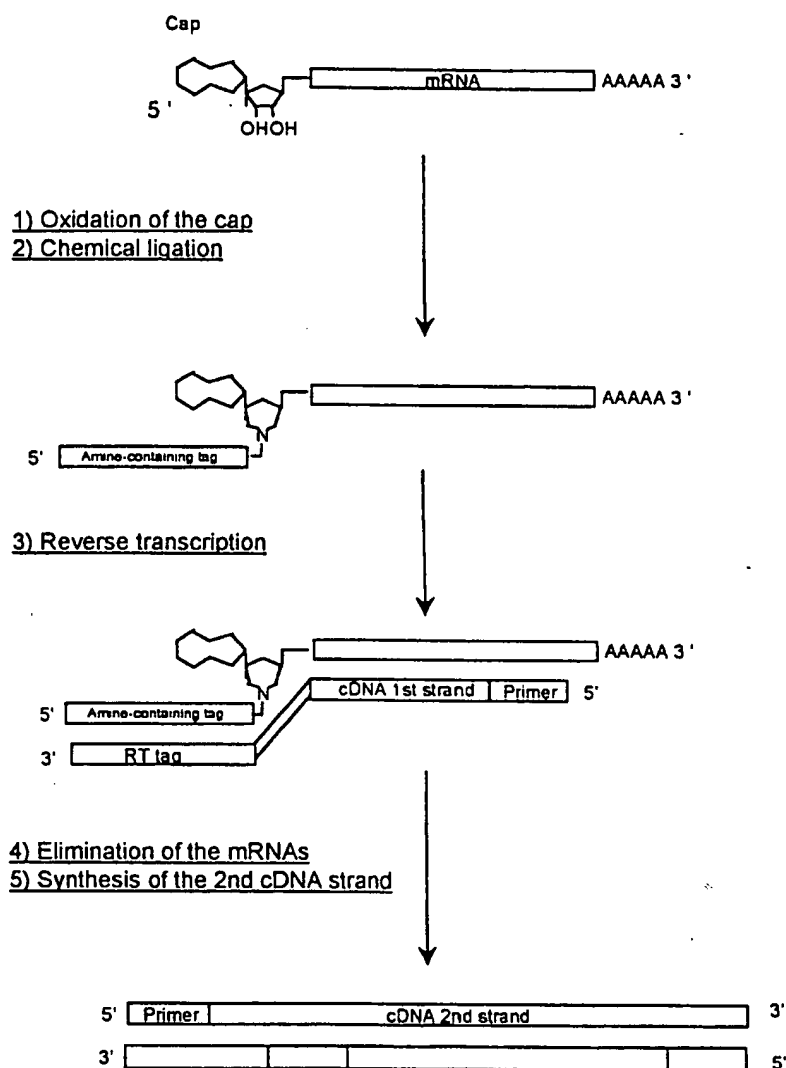 Cap
mRNA AAAAA 3 '
5 '
OHOH
1) Oxidation of the cap
2) Chemical ligation
AAAAA 3 '
N
5' Amine-containing tag
3) Reverse transcription
AAAAA 3 '
cDNA 1st strand Primer 5'
N
5' Amine-containing tag
3' RT tag
4) Elimination of the mRNAs
5) Synthesis of the 2nd cDNA strand
5' Primer cDNA 2nd strand 3'
3' 5'